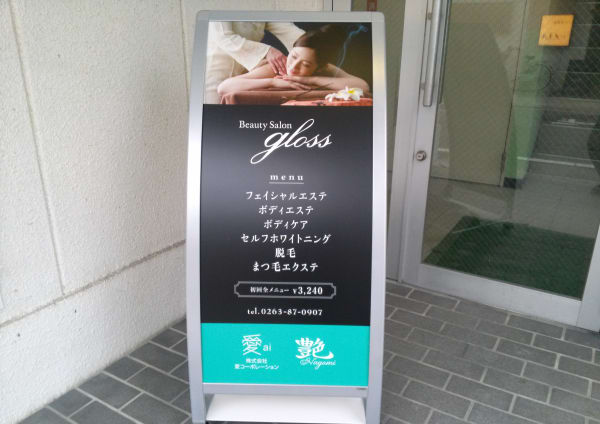 Beauty Salon
gloss
menu
フェイシャルエステ
ボディエステ
ボディケア
セルフホワイトニング
脱毛
まつ毛エクステ
初回全メニュー ¥3,240
tel.0263-87-0907
愛 ai
株式会社
愛コーポレーション
艶
@Nagomi